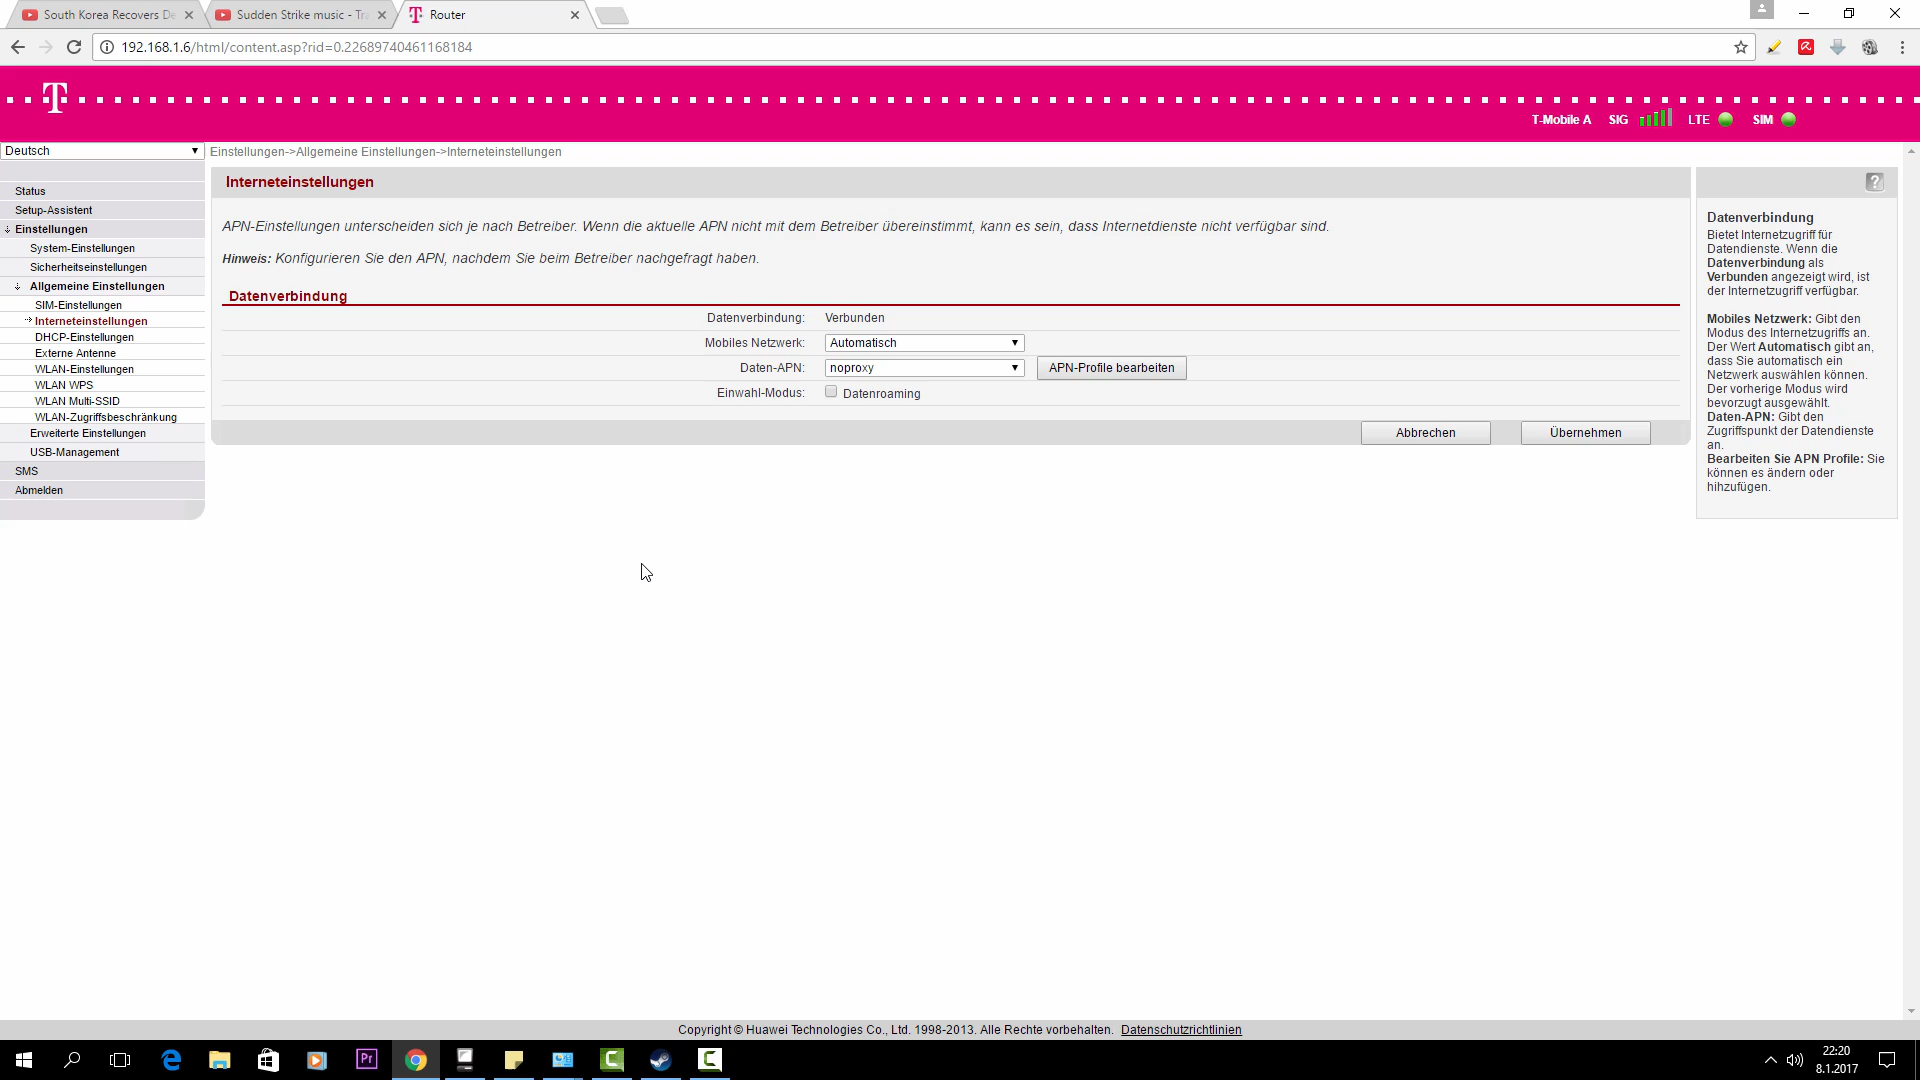 South Korea Recovers De
Sudden Strike music - Tra
Router
192.168.1.6/html/content.asp?rid=0.22689740461168184
T
T-Mobile A SIG LTE SIM
Deutsch
Status
Setup-Assistent
Einstellungen
System-Einstellungen
Sicherheitseinstellungen
Allgemeine Einstellungen
SIM-Einstellungen
Interneteinstellungen
DHCP-Einstellungen
Externe Antenne
WLAN-Einstellungen
WLAN WPS
WLAN Multi-SSID
WLAN-Zugriffsbeschränkung
Erweiterte Einstellungen
USB-Management
SMS
Abmelden
Einstellungen->Allgemeine Einstellungen->Interneteinstellungen
Interneteinstellungen
APN-Einstellungen unterscheiden sich je nach Betreiber. Wenn die aktuelle APN nicht mit dem Betreiber übereinstimmt, kann es sein, dass Internetdienste nicht verfügbar sind.
Hinweis: Konfigurieren Sie den APN, nachdem Sie beim Betreiber nachgefragt haben.
Datenverbindung
Datenverbindung: Verbunden
Mobiles Netzwerk: Automatisch
Daten-APN: noproxy APN-Profile bearbeiten
Einwahl-Modus: Datenroaming
Abbrechen Übernehmen
?
Datenverbindung
Bietet Internetzugriff für
Datendienste. Wenn die
Datenverbindung als
Verbunden angezeigt wird, ist
der Internetzugriff verfügbar.
Mobiles Netzwerk: Gibt den
Modus des Internetzugriffs an.
Der Wert Automatisch gibt an,
dass Sie automatisch ein
Netzwerk auswählen können.
Der vorherige Modus wird
bevorzugt ausgewählt.
Daten-APN: Gibt den
Zugriffspunkt der Datendienste
an.
Bearbeiten Sie APN Profile: Sie
können es ändern oder
hihzufügen.
Copyright © Huawei Technologies Co., Ltd. 1998-2013. Alle Rechte vorbehalten. Datenschutzrichtlinien
Pr
22:20
8.1.2017